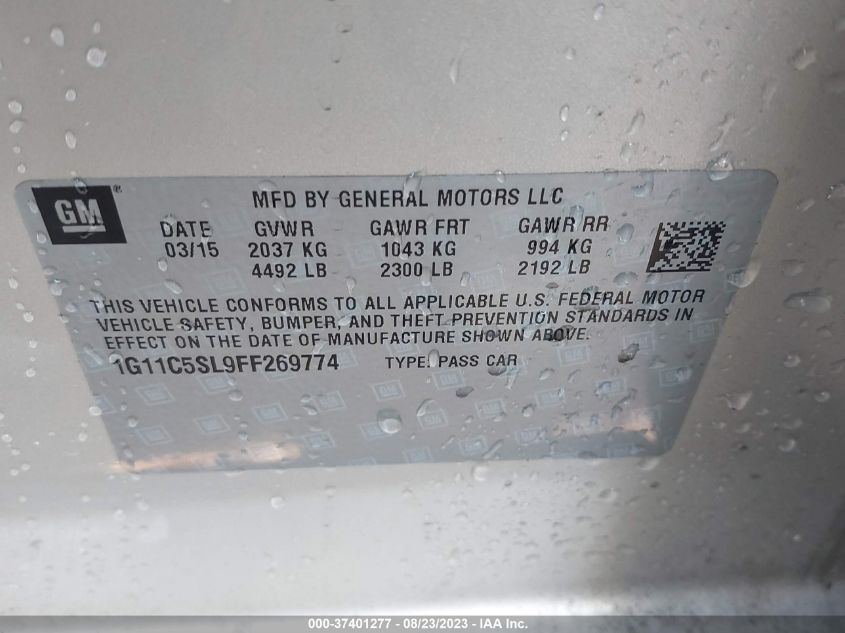 GM®
MFD BY GENERAL MOTORS LLC
DATE GVWR GAWR FRT GAWR RR
03/15 2037 KG 1043 KG 994 KG
4492 LB 2300 LB 2192 LB
THIS VEHICLE CONFORMS TO ALL APPLICABLE U.S. FEDERAL MOTOR
VEHICLE SAFETY, BUMPER, AND THEFT PREVENTION STANDARDS IN
EFFECT ON THE DATE OF MANUFACTURE SHOWN ABOVE.
1G11C5SL9FF269774 TYPE: PASS CAR
000-37401277 - 08/23/2023 - IAA Inc.